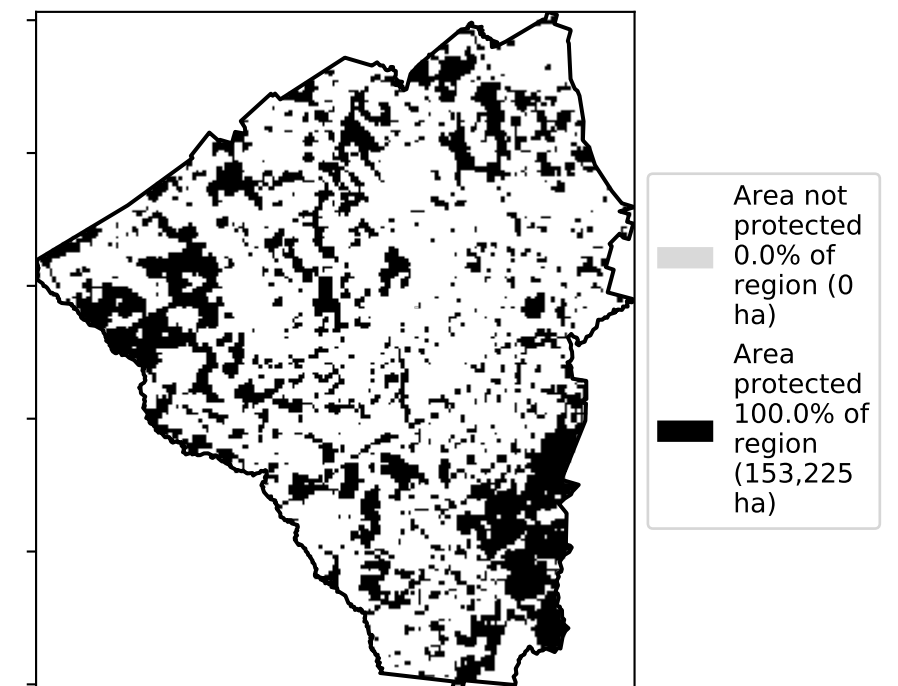 Area not
protected
0.0% of
region (0
ha)
Area
protected
100.0% of
region
(153,225
ha)